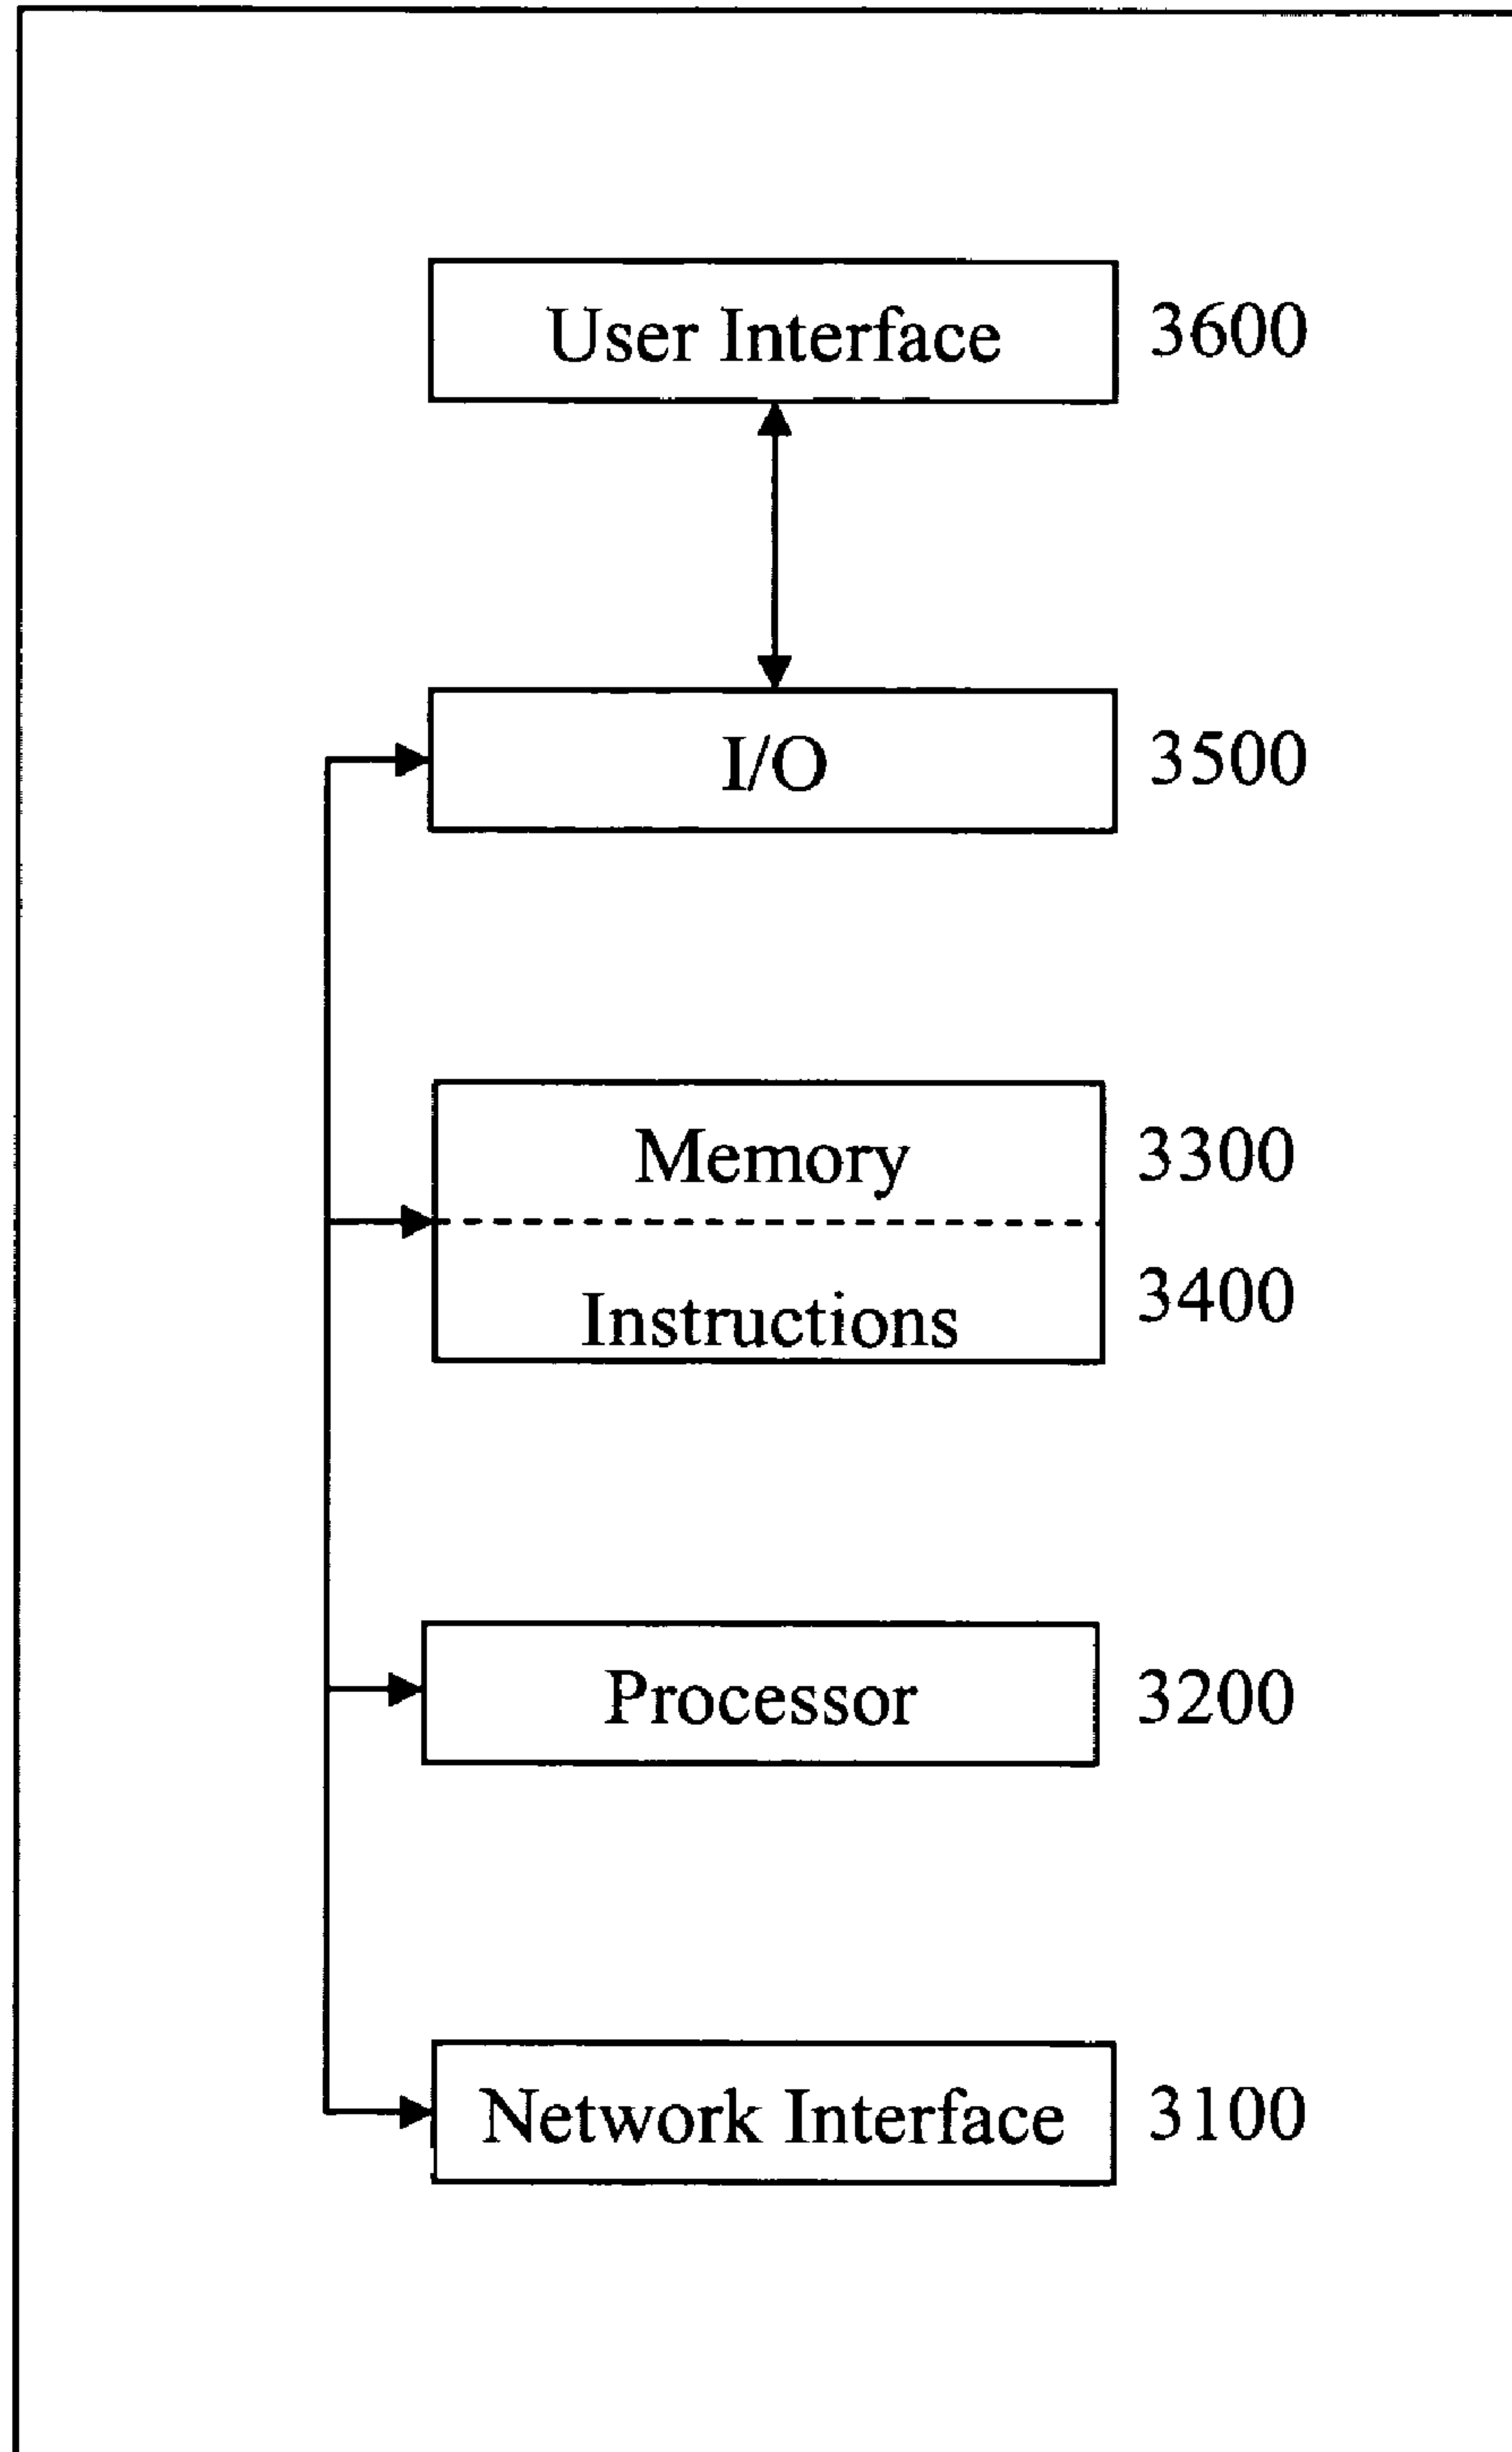 User Interface 3600
I/O 3500
Memory 3300
Instructions 3400
Processor 3200
Network Interface 3100